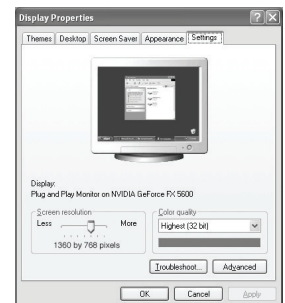 Display Properties
Themes Desktop Screen Saver Appearance Settings
Display:
Plug and Play Monitor on NVIDIA GeForce FX 5600
Screen resolution
Less More
1360 by 768 pixels
Color quality
Highest (32 bit)
Troubleshoot... Advanced
OK Cancel Apply